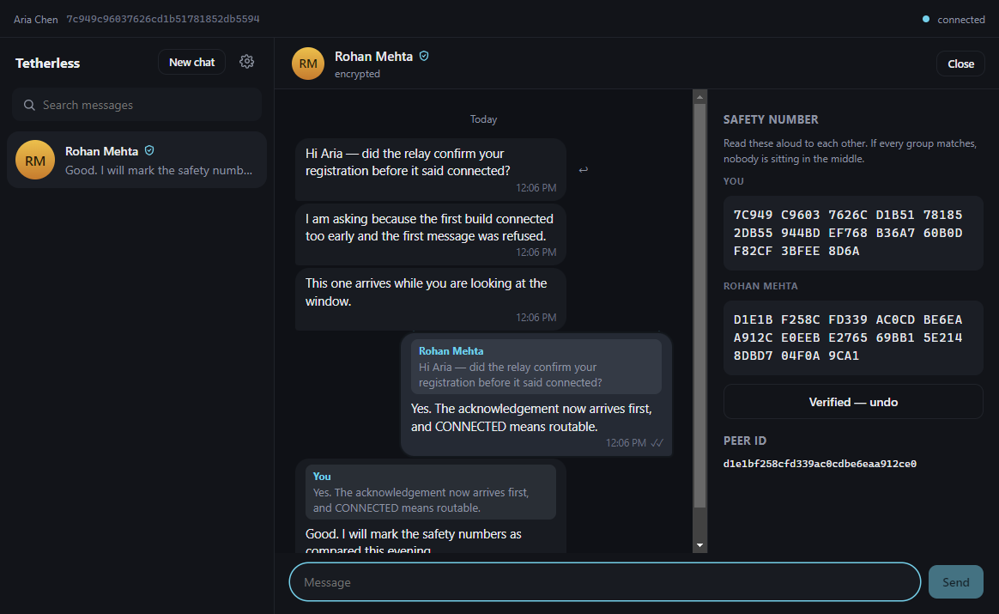 Aria Chen 7c949c96037626cd1b51781852db5594
connected
Tetherless
New chat
Search messages
RM
Rohan Mehta
Good. I will mark the safety numb...
RM
Rohan Mehta
encrypted
Close
Today
Hi Aria — did the relay confirm your
registration before it said connected?
12:06 PM
I am asking because the first build connected
too early and the first message was refused.
12:06 PM
This one arrives while you are looking at the
window.
12:06 PM
Rohan Mehta
Hi Aria — did the relay confirm your
registration before it said connected?
Yes. The acknowledgement now arrives first,
and CONNECTED means routable.
12:06 PM
You
Yes. The acknowledgement now arrives first,
and CONNECTED means routable.
Good. I will mark the safety numbers as
compared this evening
Message
Send
SAFETY NUMBER
Read these aloud to each other. If every group matches,
nobody is sitting in the middle.
YOU
7C949 C9603 7626C D1B51 78185
2DB55 944BD EF768 B36A7 60B0D
F82CF 3BFEE 8D6A
ROHAN MEHTA
D1E1B F258C FD339 AC0CD BE6EA
A912C E0EEB E2765 69BB1 5E214
8DBD7 04F0A 9CA1
Verified — undo
PEER ID
d1e1bf258cfd339ac0cdbe6eaa912ce0